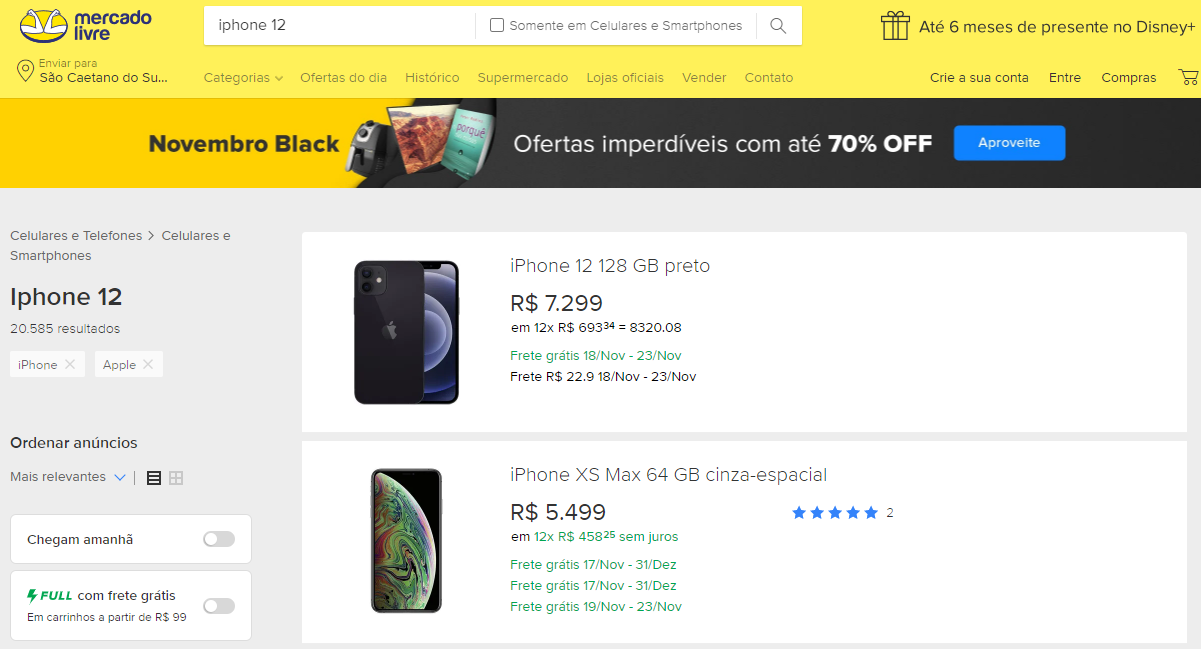 mercado
livre
iphone 12
Somente em Celulares e Smartphones
Até 6 meses de presente no Disney+
Enviar para
São Caetano do Su...
Categorias
Ofertas do dia
Histórico
Supermercado
Lojas oficiais
Vender
Contato
Crie a sua conta
Entre
Compras
Novembro Black
porquê
Ofertas imperdíveis com até 70% OFF
Aproveite
Celulares e Telefones > Celulares e
Smartphones
Iphone 12
20.585 resultados
iPhone
Apple
Ordenar anúncios
Mais relevantes
Chegam amanhã
FULL com frete grátis
Em carrinhos a partir de R$ 99
iPhone 12 128 GB preto
R$ 7.299
em 12x R$ 693³⁴ = 8320.08
Frete grátis 18/Nov - 23/Nov
Frete R$ 22.9 18/Nov - 23/Nov
iPhone XS Max 64 GB cinza-espacial
R$ 5.499
2
em 12x R$ 458²⁵ sem juros
Frete grátis 17/Nov - 31/Dez
Frete grátis 17/Nov - 31/Dez
Frete grátis 19/Nov - 23/Nov